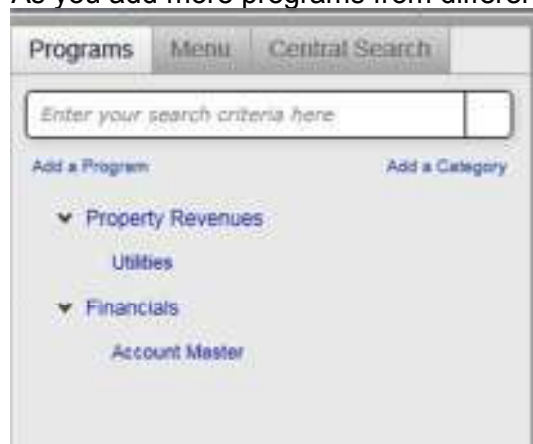 As you add more programs from differen
Programs Menu Central Search
Enter your search criteria here
Add a Program Add a Category
Property Revenues
Utilities
Financials
Account Master